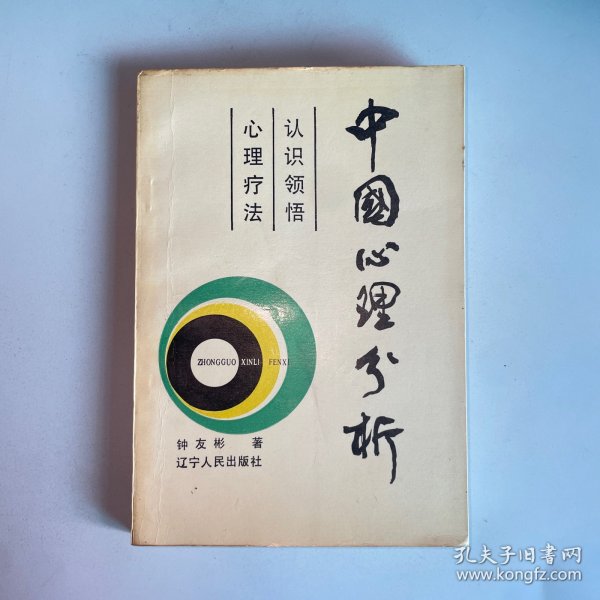 中國心理分析
认识领悟
心理疗法
ZHONGGUO XINLI FENXI
钟友彬 著
辽宁人民出版社
孔夫子旧书网
www.kongfz.com